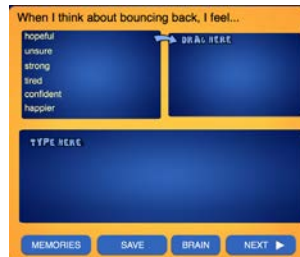 When I think about bouncing back, I feel...
hopeful
unsure
strong
tired
confident
happier
DRAG HERE
TYPE HERE
MEMORIES
SAVE
BRAIN
NEXT